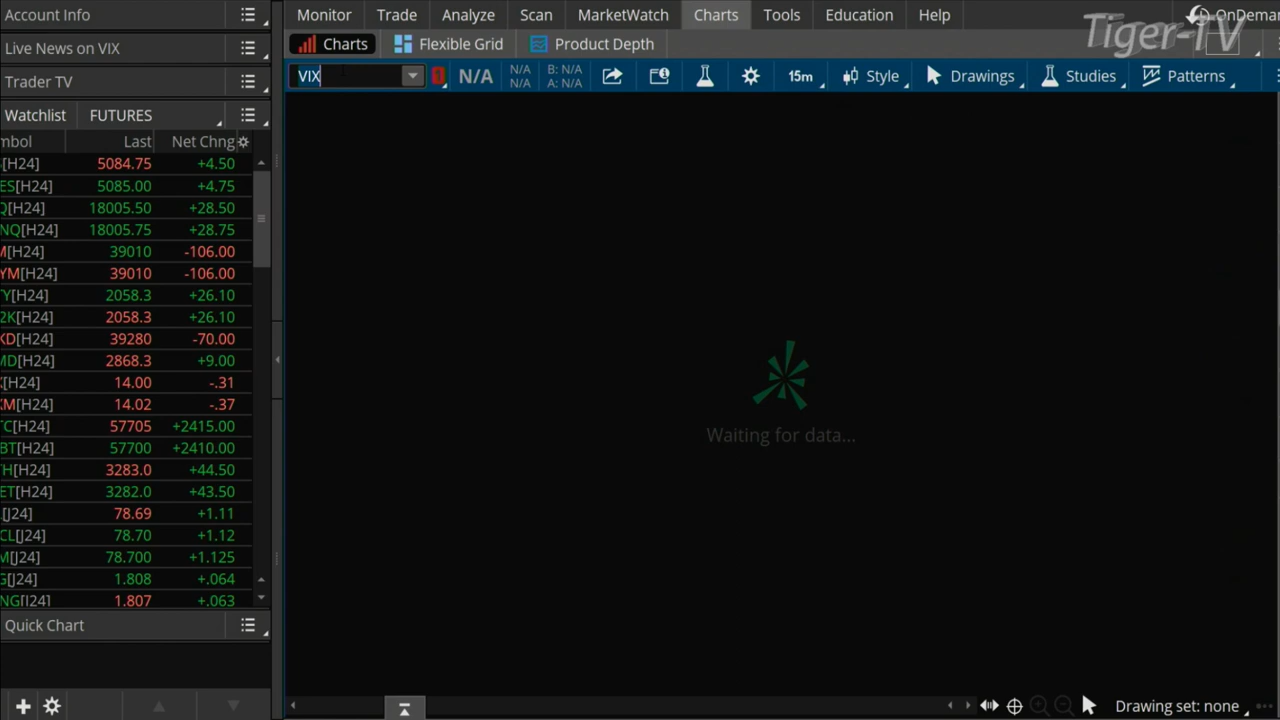 Account Info
Live News on VIX
Trader TV
Watchlist FUTURES
mbol Last Net Chng
[H24] 5084.75 +4.50
ES[H24] 5085.00 +4.75
Q[H24] 18005.50 +28.50
NQ[H24] 18005.75 +28.75
M[H24] 39010 -106.00
YM[H24] 39010 -106.00
Y[H24] 2058.3 +26.10
2K[H24] 2058.3 +26.10
KD[H24] 39280 -70.00
MD[H24] 2868.3 +9.00
[H24] 14.00 -.31
XM[H24] 14.02 -.37
TC[H24] 57705 +2415.00
BT[H24] 57700 +2410.00
TH[H24] 3283.0 +44.50
ET[H24] 3282.0 +43.50
[J24] 78.69 +1.11
CL[J24] 78.70 +1.12
M[J24] 78.700 +1.125
G[J24] 1.808 +.064
NG[J24] 1.807 +.063
Quick Chart
Monitor Trade Analyze Scan MarketWatch Charts Tools Education Help OnDeman
Tiger-TV
Charts Flexible Grid Product Depth
VIX 1 N/A N/A N/A B: N/A A: N/A 15m Style Drawings Studies Patterns
Waiting for data...
Drawing set: none